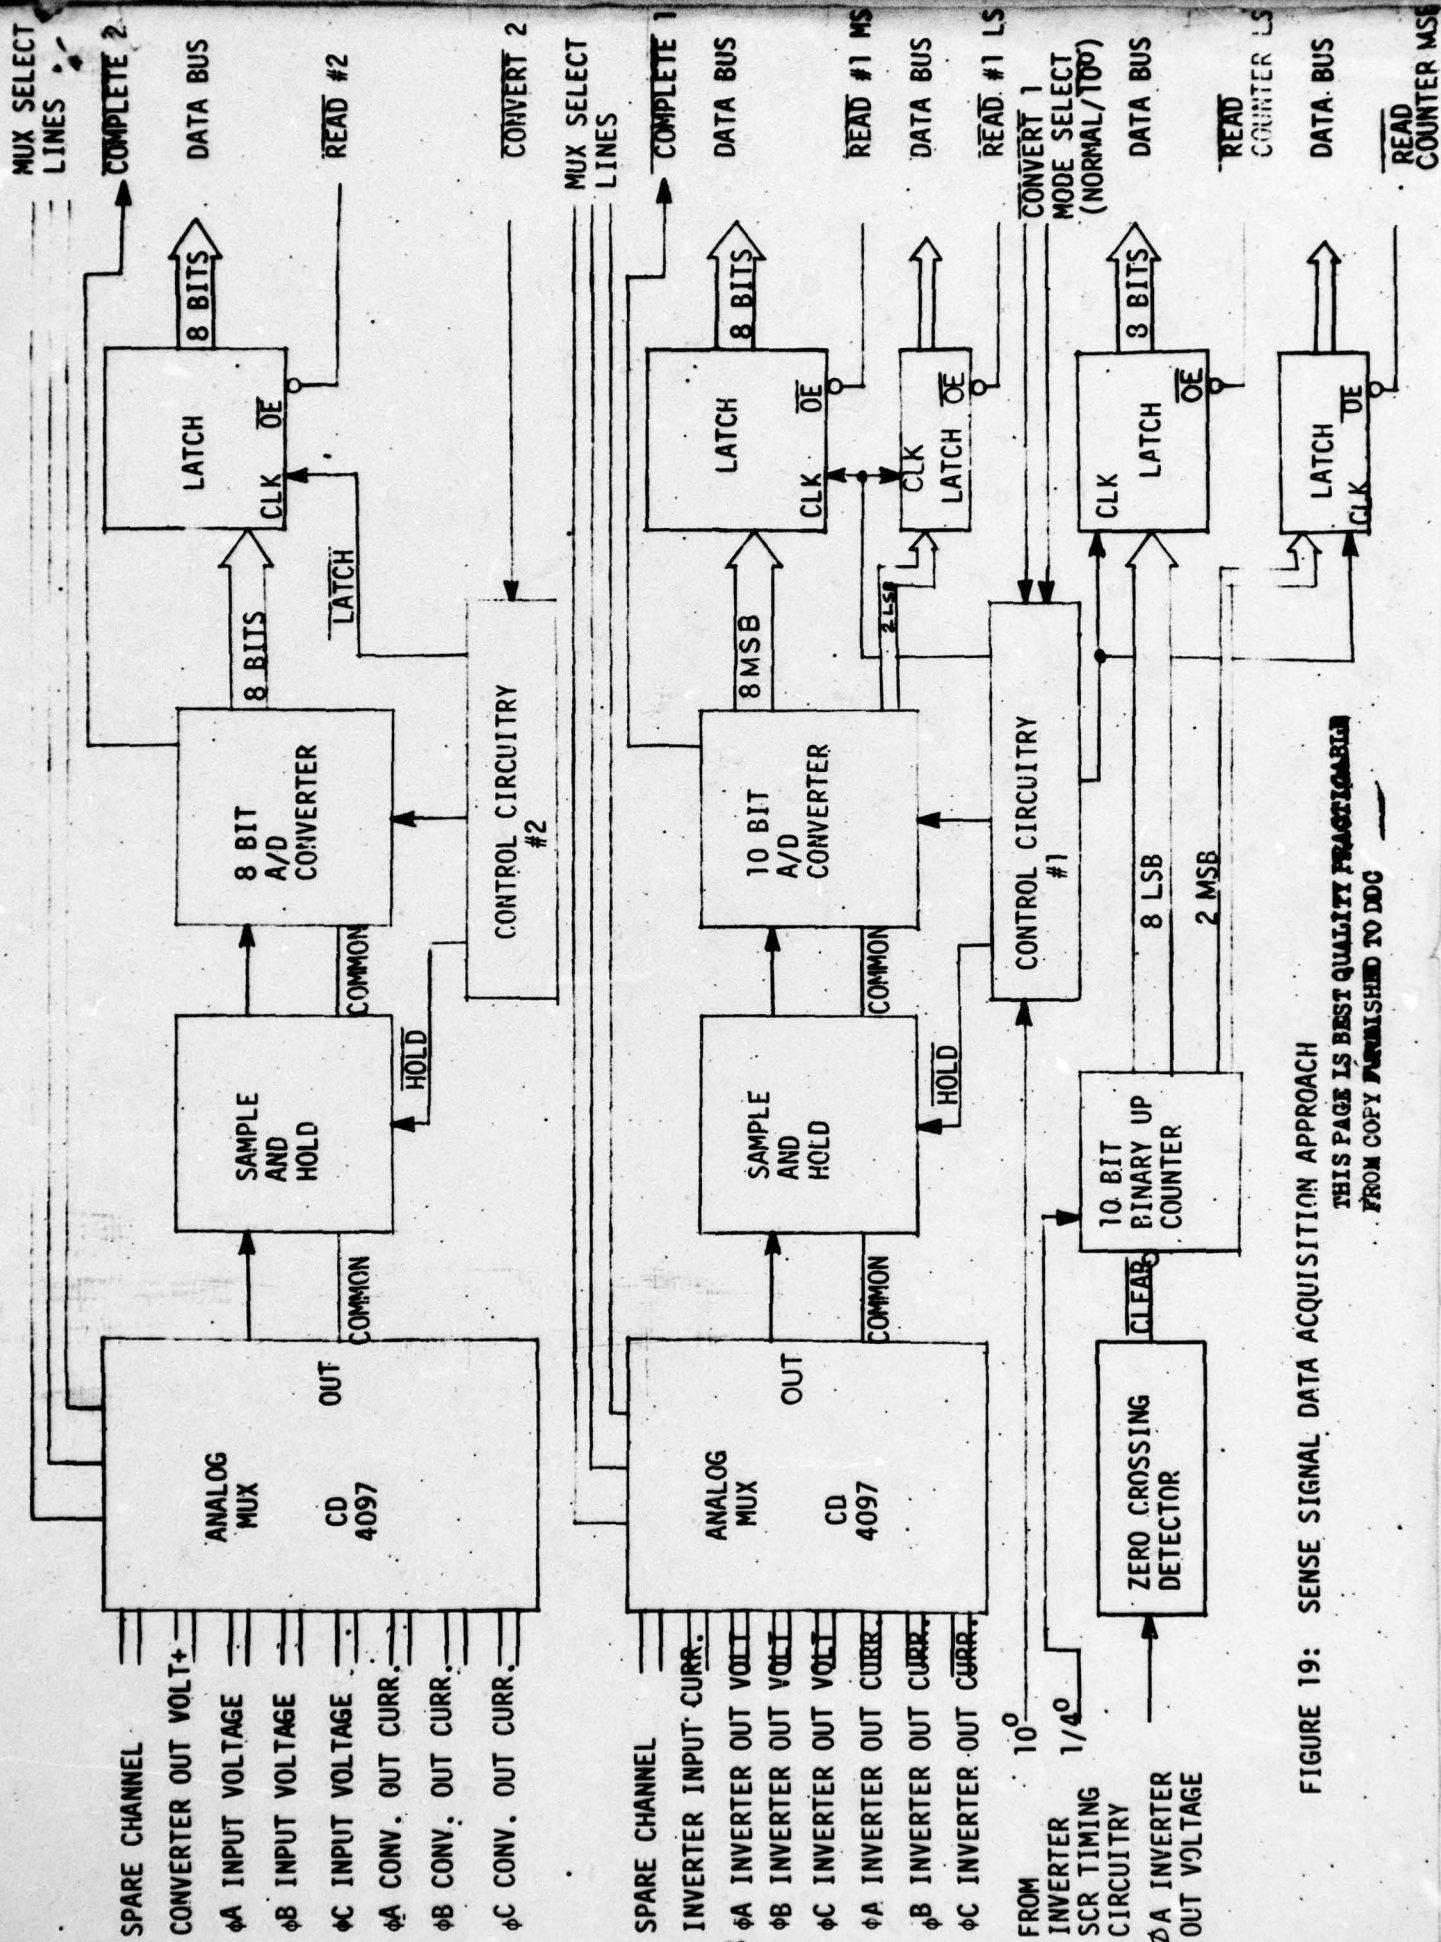 MUX SELECT
LINES
COMPLETE 2
DATA BUS
READ #2
CONVERT 2
8 BITS
LATCH
OE
CLK
LATCH
8 BITS
8 BIT
A/D
CONVERTER
CONTROL CIRCUITRY
#2
COMMON
HOLD
SAMPLE
AND
HOLD
COMMON
OUT
ANALOG
MUX
CD
4097
SPARE CHANNEL
CONVERTER OUT VOLT+
φA INPUT VOLTAGE
φB INPUT VOLTAGE
φC INPUT VOLTAGE
φA CONV. OUT CURR.
φB CONV. OUT CURR.
φC CONV. OUT CURR.
MUX SELECT
LINES
COMPLETE 1
DATA BUS
READ #1 MS
DATA BUS
READ #1 LS
CONVERT 1
MODE SELECT
(NORMAL/10°)
8 BITS
LATCH
OE
CLK
CLK
LATCH
OE
8 MSB
2 LSB
10 BIT
A/D
CONVERTER
CONTROL CIRCUITRY
#1
COMMON
HOLD
SAMPLE
AND
HOLD
COMMON
OUT
ANALOG
MUX
CD
4097
SPARE CHANNEL
INVERTER INPUT CURR.
φA INVERTER OUT VOLT
φB INVERTER OUT VOLT
φC INVERTER OUT VOLT
φA INVERTER OUT CURR.
φB INVERTER OUT CURR.
φC INVERTER OUT CURR.
DATA BUS
READ
COUNTER LS
DATA BUS
READ
COUNTER MSB
8 BITS
CLK
LATCH
OE
LATCH
OE
CLK
8 LSB
2 MSB
10 BIT
BINARY UP
COUNTER
CLEAR
ZERO CROSSING
DETECTOR
10°
1/4°
FROM
INVERTER
SCR TIMING
CIRCUITRY
φA INVERTER
OUT VOLTAGE
FIGURE 19: SENSE SIGNAL DATA ACQUISITION APPROACH
THIS PAGE IS BEST QUALITY PRACTICABLE
FROM COPY FURNISHED TO DDC